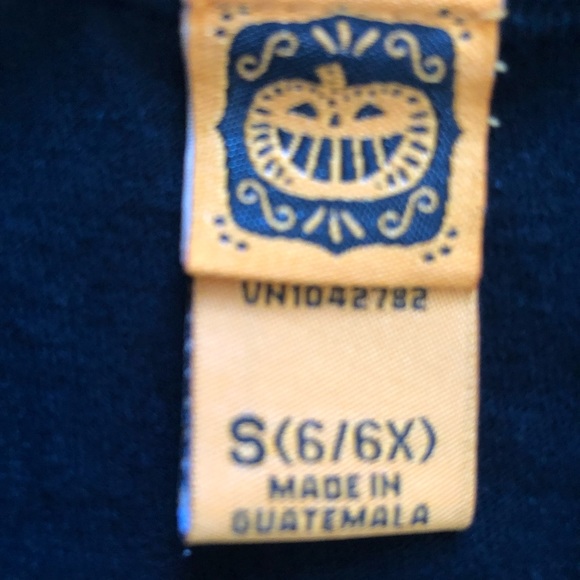 VN1042782
S(6/6X)
MADE IN
GUATEMALA